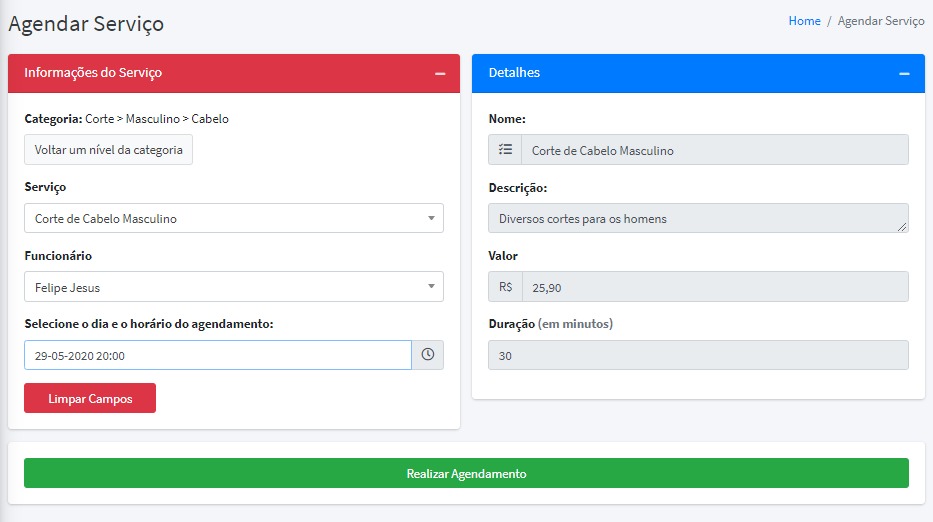 Agendar Serviço
Home / Agendar Serviço
Informações do Serviço
Categoria: Corte > Masculino > Cabelo
Voltar um nível da categoria
Serviço
Corte de Cabelo Masculino
Funcionário
Felipe Jesus
Selecione o dia e o horário do agendamento:
29-05-2020 20:00
Limpar Campos
Detalhes
Nome:
Corte de Cabelo Masculino
Descrição:
Diversos cortes para os homens
Valor
R$ 25,90
Duração (em minutos)
30
Realizar Agendamento